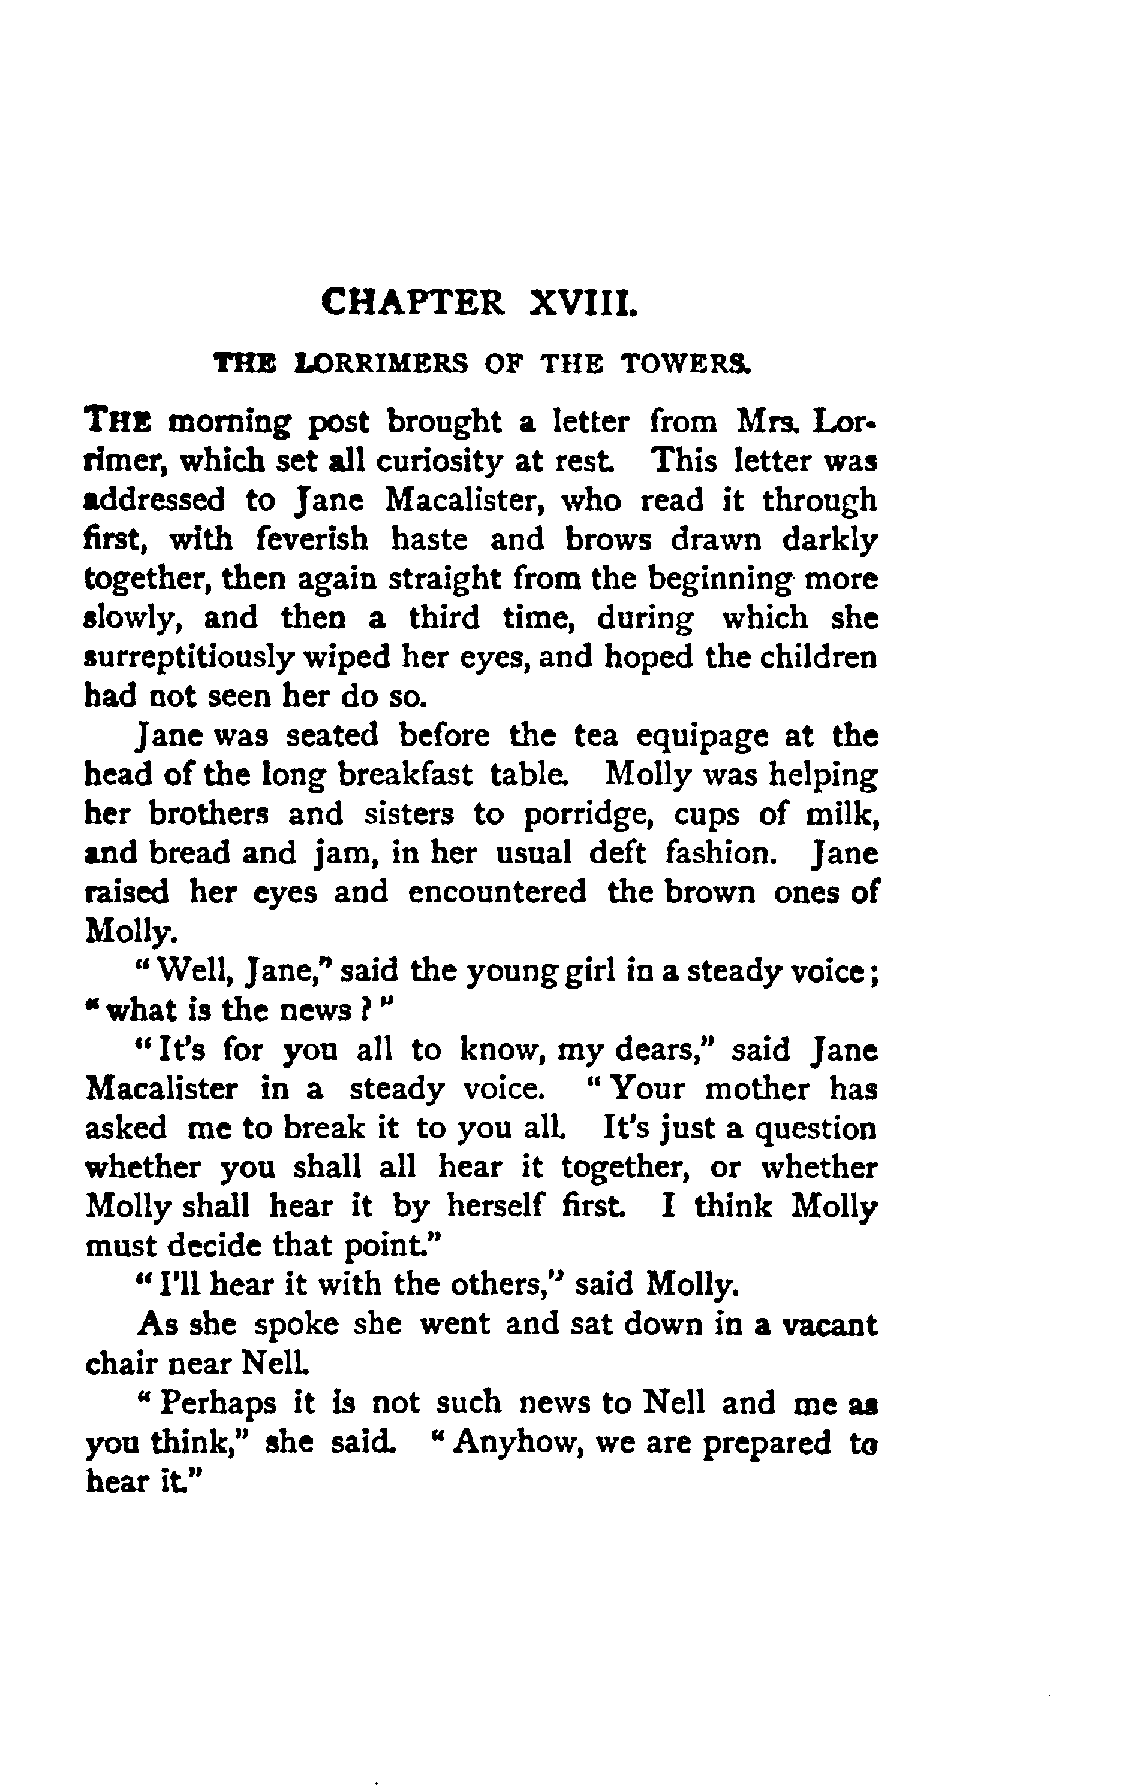 CHAPTER XVIII.
THE LORRIMERS OF THE TOWERS.
THE morning post brought a letter from Mrs. Lor-
rimer, which set all curiosity at rest. This letter was
addressed to Jane Macalister, who read it through
first, with feverish haste and brows drawn darkly
together, then again straight from the beginning more
slowly, and then a third time, during which she
surreptitiously wiped her eyes, and hoped the children
had not seen her do so.
Jane was seated before the tea equipage at the
head of the long breakfast table. Molly was helping
her brothers and sisters to porridge, cups of milk,
and bread and jam, in her usual deft fashion. Jane
raised her eyes and encountered the brown ones of
Molly.
"Well, Jane," said the young girl in a steady voice;
"what is the news?"
"It's for you all to know, my dears," said Jane
Macalister in a steady voice. "Your mother has
asked me to break it to you all. It's just a question
whether you shall all hear it together, or whether
Molly shall hear it by herself first. I think Molly
must decide that point."
"I'll hear it with the others," said Molly.
As she spoke she went and sat down in a vacant
chair near Nell.
"Perhaps it is not such news to Nell and me as
you think," she said. "Anyhow, we are prepared to
hear it."